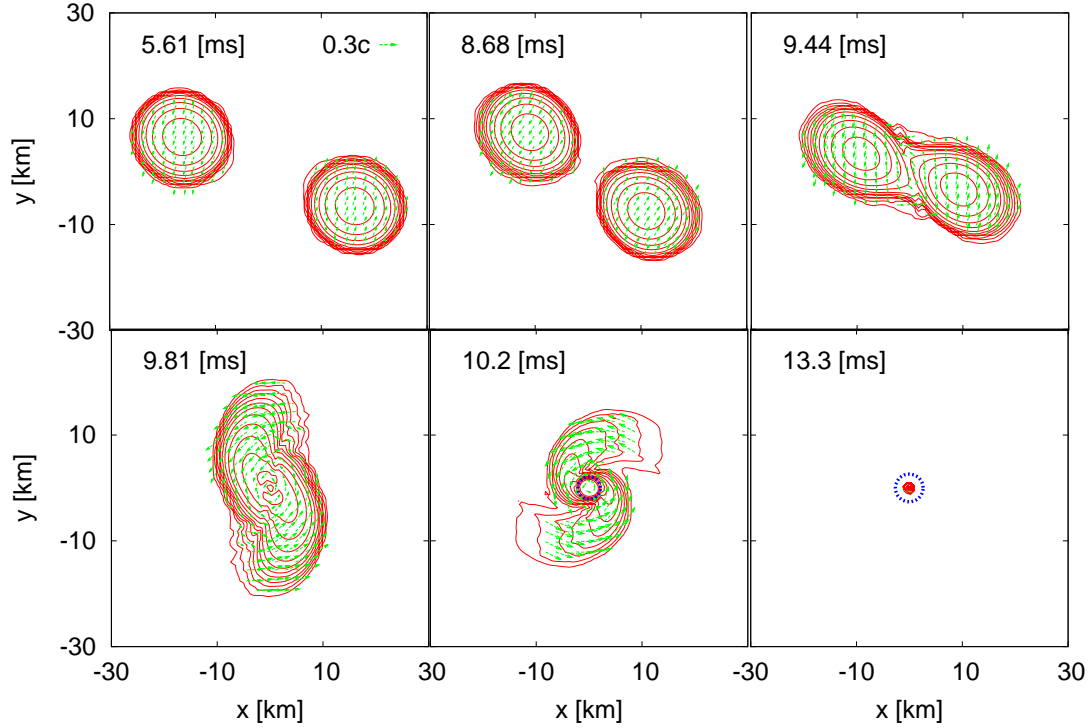 30
5.61 [ms] 0.3c
8.68 [ms]
9.44 [ms]
10
y [km]
-10
-30
9.81 [ms]
10.2 [ms]
13.3 [ms]
10
y [km]
-10
-30
-30 -10 10 30 -10 10 30 -10 10 30
x [km] x [km] x [km]